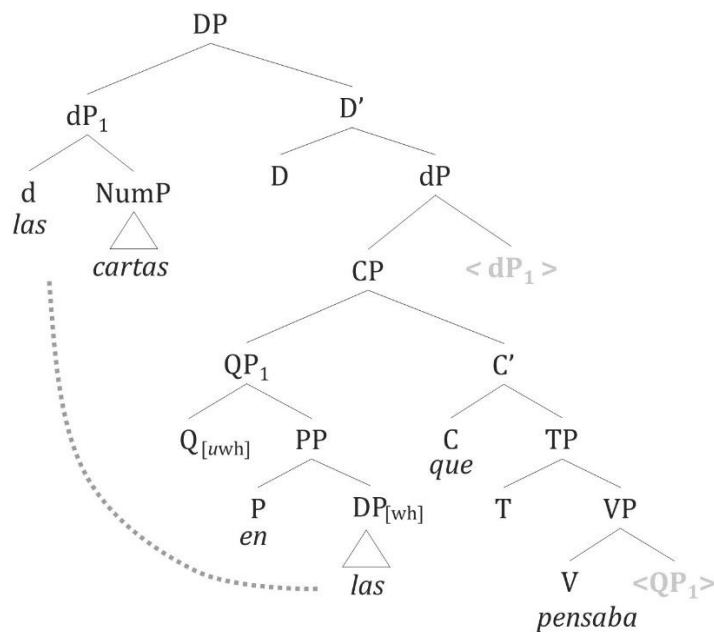 DP
dP1 D’
d NumP D dP
las
cartas CP < dP1 >
QP1 C’
Q[uwh] PP C TP
que
P DP[wh] T VP
en
las V <QP1>
pensaba